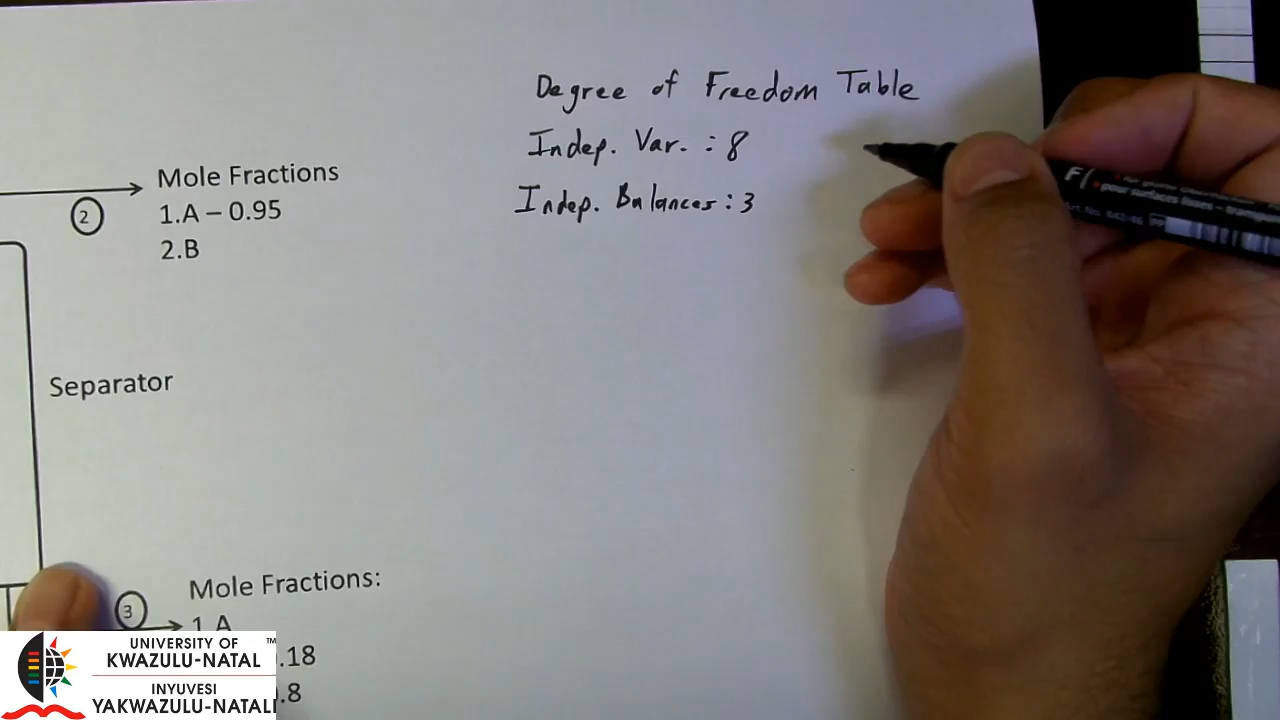 Degree of Freedom Table
Indep. Var. : 8
Indep. Balances : 3
Mole Fractions
1.A – 0.95
2.B
2
Separator
Mole Fractions:
3
1.A
.18
.8
UNIVERSITY OF
KWAZULU-NATAL
TM
INYUVESI
YAKWAZULU-NATALI